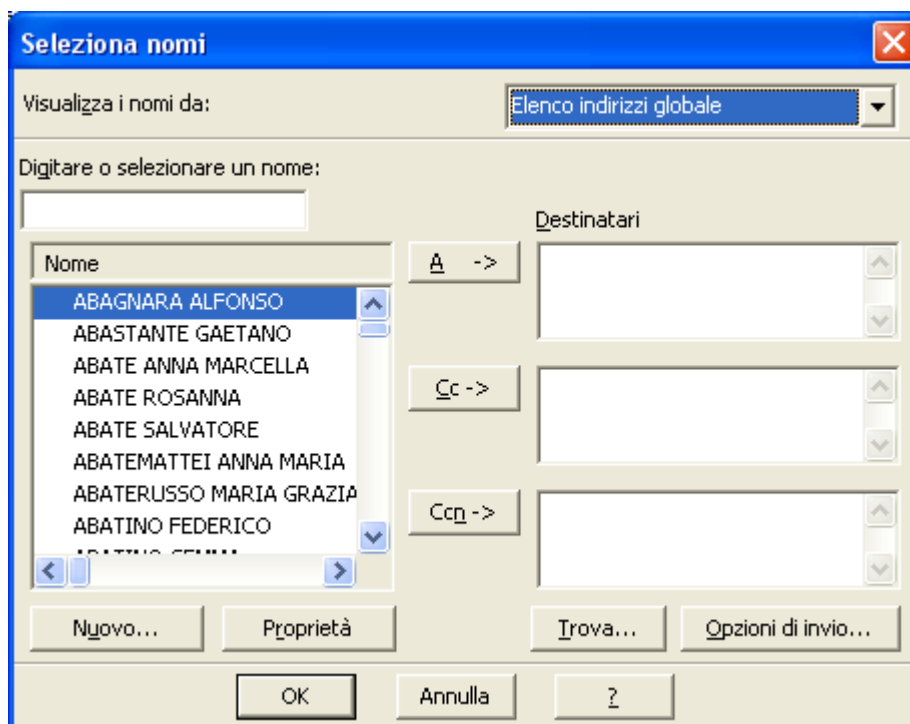 Seleziona nomi
Visualizza i nomi da:
Elenco indirizzi globale
Digitare o selezionare un nome:
Destinatari
Nome
A ->
ABAGNARA ALFONSO
ABASTANTE GAETANO
ABATE ANNA MARCELLA
ABATE ROSANNA
Cc ->
ABATE SALVATORE
ABATEMATTEI ANNA MARIA
ABATERUSSO MARIA GRAZIA
Ccn ->
ABATINO FEDERICO
Nuovo...
Proprietà
Trova...
Opzioni di invio...
OK
Annulla
?